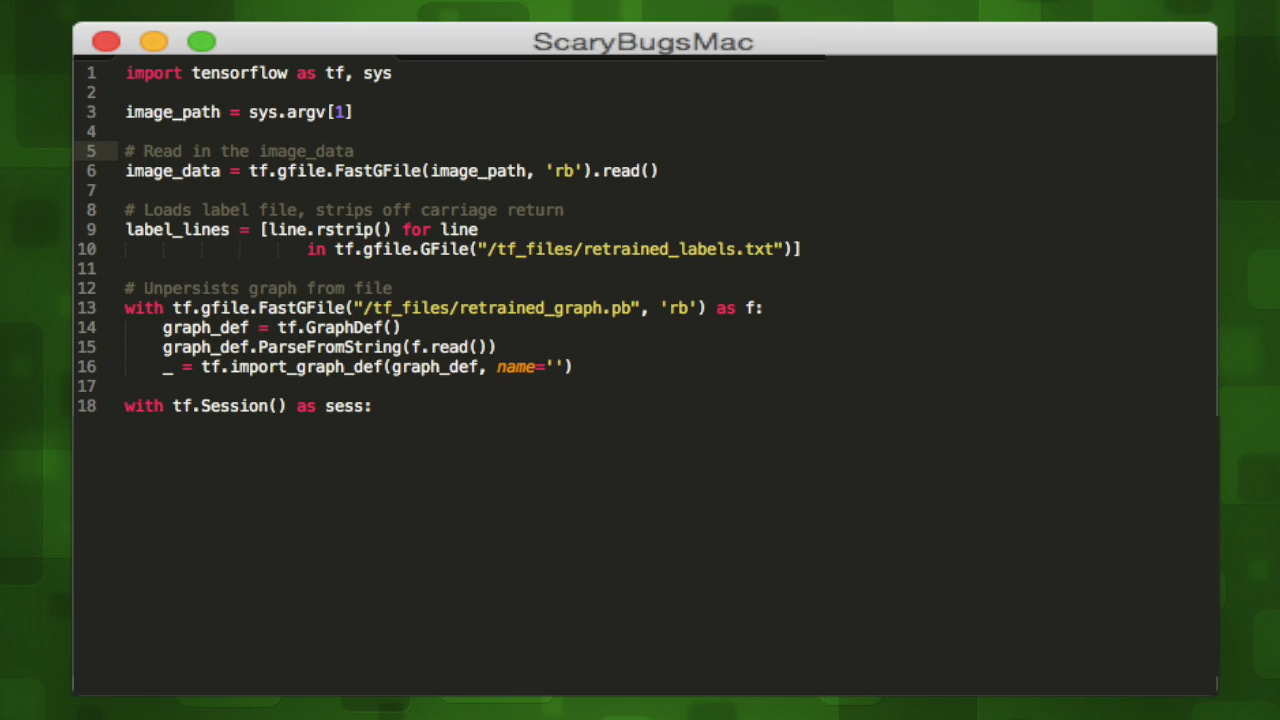 ScaryBugsMac
1 import tensorflow as tf, sys
2
3 image_path = sys.argv[1]
4
5 # Read in the image_data
6 image_data = tf.gfile.FastGFile(image_path, 'rb').read()
7
8 # Loads label file, strips off carriage return
9 label_lines = [line.rstrip() for line
10 in tf.gfile.GFile("/tf_files/retrained_labels.txt")]
11
12 # Unpersists graph from file
13 with tf.gfile.FastGFile("/tf_files/retrained_graph.pb", 'rb') as f:
14 graph_def = tf.GraphDef()
15 graph_def.ParseFromString(f.read())
16 _ = tf.import_graph_def(graph_def, name='')
17
18 with tf.Session() as sess: